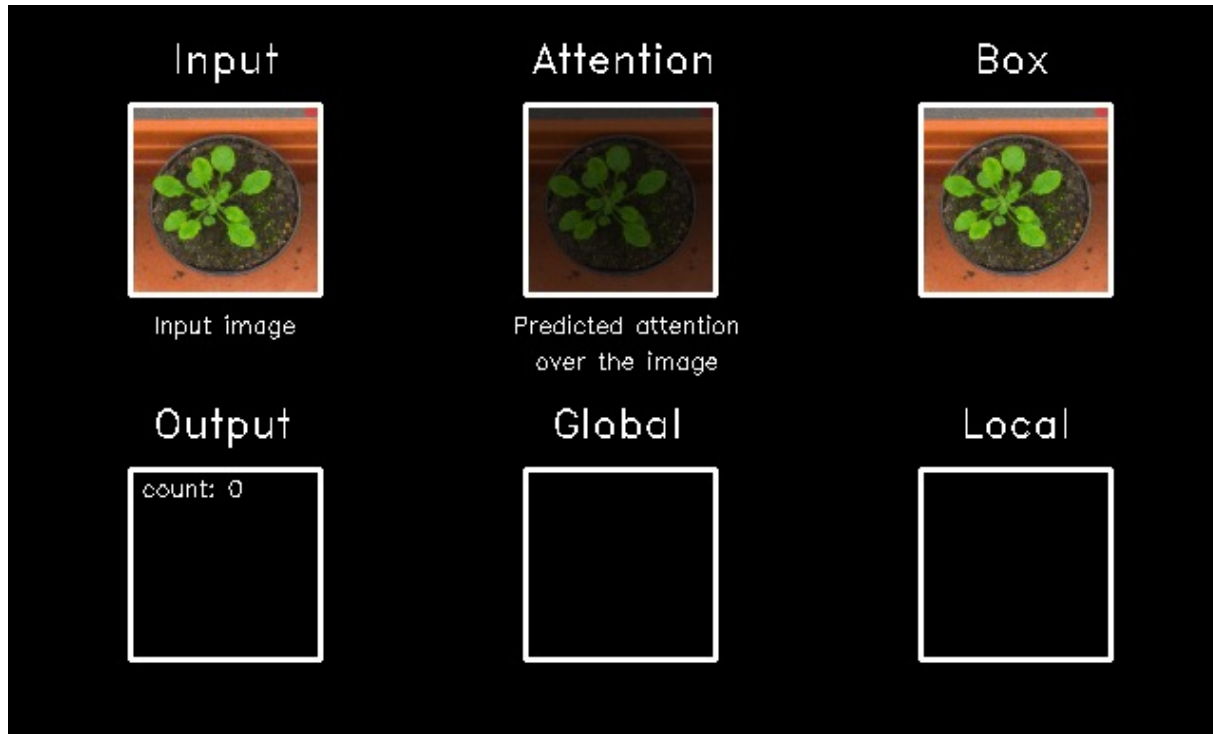 Input
Attention
Box
Input image
Predicted attention
over the image
Output
Global
Local
count: 0